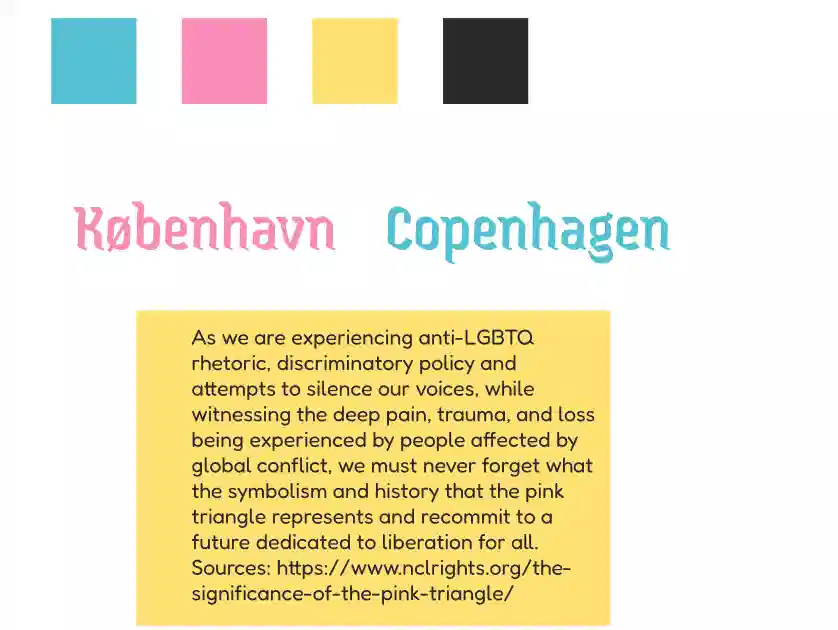 København Copenhagen
As we are experiencing anti-LGBTQ
rhetoric, discriminatory policy and
attempts to silence our voices, while
witnessing the deep pain, trauma, and loss
being experienced by people affected by
global conflict, we must never forget what
the symbolism and history that the pink
triangle represents and recommit to a
future dedicated to liberation for all.
Sources: https://www.nclrights.org/the-
significance-of-the-pink-triangle/